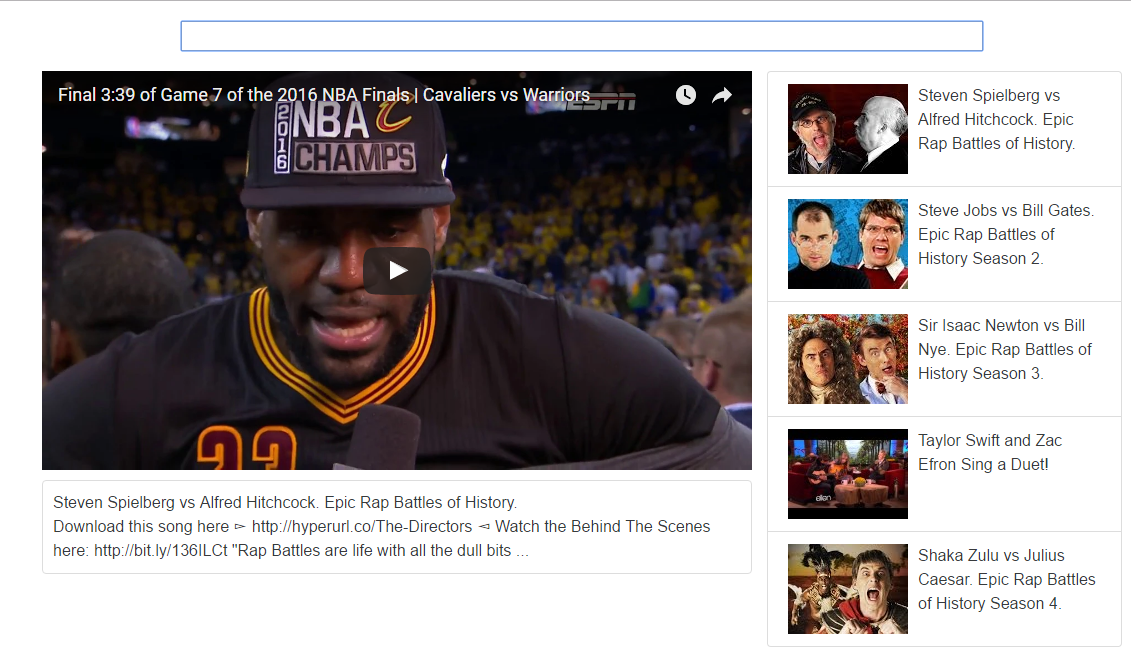 Final 3:39 of Game 7 of the 2016 NBA Finals | Cavaliers vs Warriors
ESPN
2016
NBA C
CHAMPS
23
Steven Spielberg vs Alfred Hitchcock. Epic Rap Battles of History.
Download this song here ► http://hyperurl.co/The-Directors ◅ Watch the Behind The Scenes
here: http://bit.ly/136ILCt "Rap Battles are life with all the dull bits ...
Steven Spielberg vs
Alfred Hitchcock. Epic
Rap Battles of History.
Steve Jobs vs Bill Gates.
Epic Rap Battles of
History Season 2.
Sir Isaac Newton vs Bill
Nye. Epic Rap Battles of
History Season 3.
Taylor Swift and Zac
Efron Sing a Duet!
ellen
Shaka Zulu vs Julius
Caesar. Epic Rap Battles
of History Season 4.